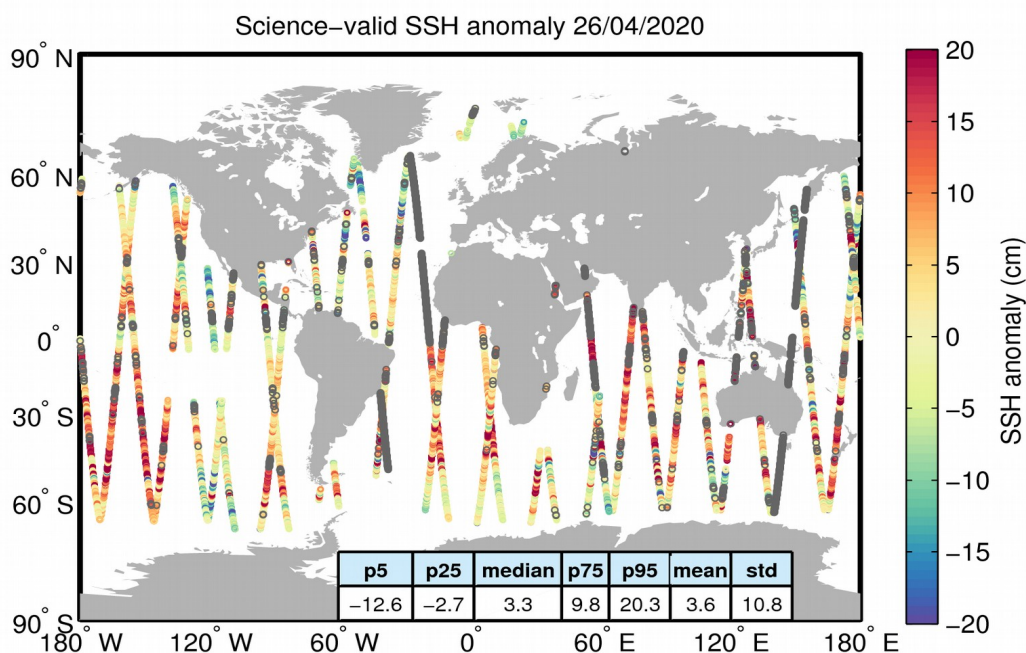 Science−valid SSH anomaly 26/04/2020
90° N
60° N
30° N
0°
30° S
60° S
90° S
180° W 120° W 60° W 0° 60° E 120° E 180° E
p5 p25 median p75 p95 mean std
−12.6 −2.7 3.3 9.8 20.3 3.6 10.8
20
15
10
5
0
−5
−10
−15
−20
SSH anomaly (cm)